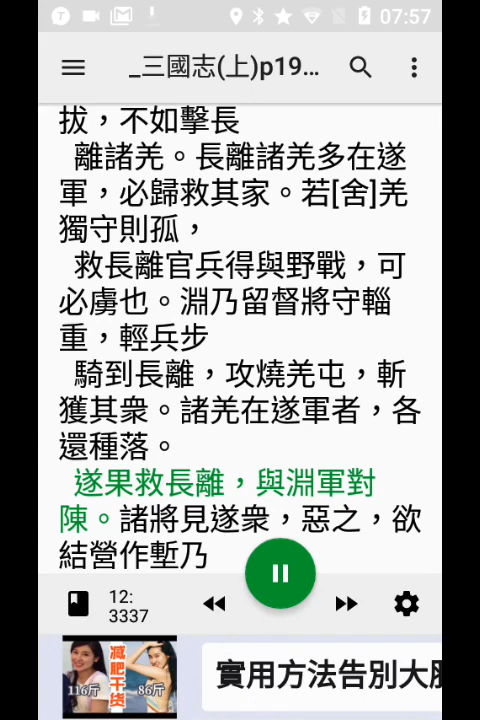 07:57
_三國志(上)p19…
拔，不如擊長
離諸羌。長離諸羌多在遂
軍，必歸救其家。若[舍]羌
獨守則孤，
救長離官兵得與野戰，可
必虜也。淵乃留督將守輜
重，輕兵步
騎到長離，攻燒羌屯，斬
獲其衆。諸羌在遂軍者，各
還種落。
遂果救長離，與淵軍對
陳。諸將見遂衆，惡之，欲
結營作塹乃
12:
3337
减肥干货
116斤
86斤
實用方法告別大